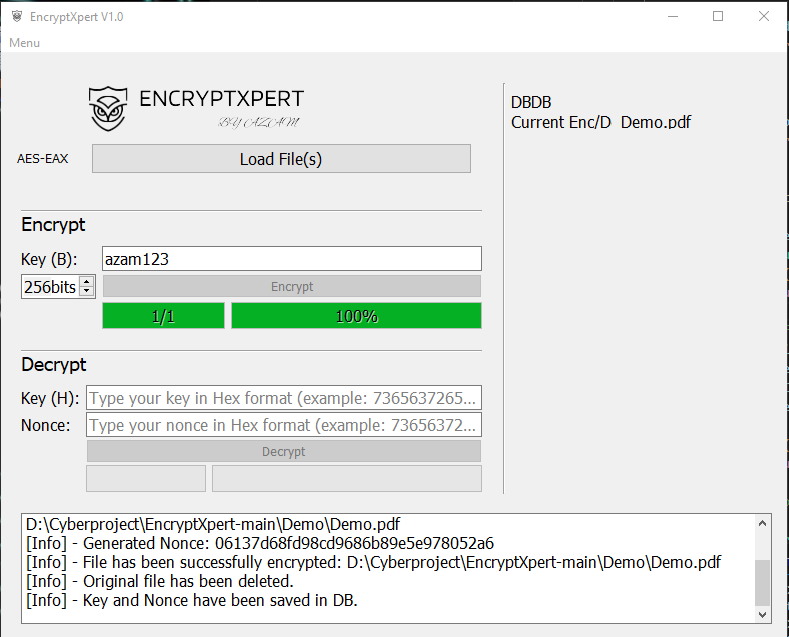 EncryptXpert V1.0
Menu
ENCRYPTXPERT
BY AZAM
AES-EAX
Load File(s)
DBDB
Current Enc/D Demo.pdf
Encrypt
Key (B): azam123
256bits Encrypt
1/1 100%
Decrypt
Key (H): Type your key in Hex format (example: 7365637265...
Nonce: Type your nonce in Hex format (example: 73656372...
Decrypt
D:\Cyberproject\EncryptXpert-main\Demo\Demo.pdf
[Info] - Generated Nonce: 06137d68fd98cd9686b89e5e978052a6
[Info] - File has been successfully encrypted: D:\Cyberproject\EncryptXpert-main\Demo\Demo.pdf
[Info] - Original file has been deleted.
[Info] - Key and Nonce have been saved in DB.